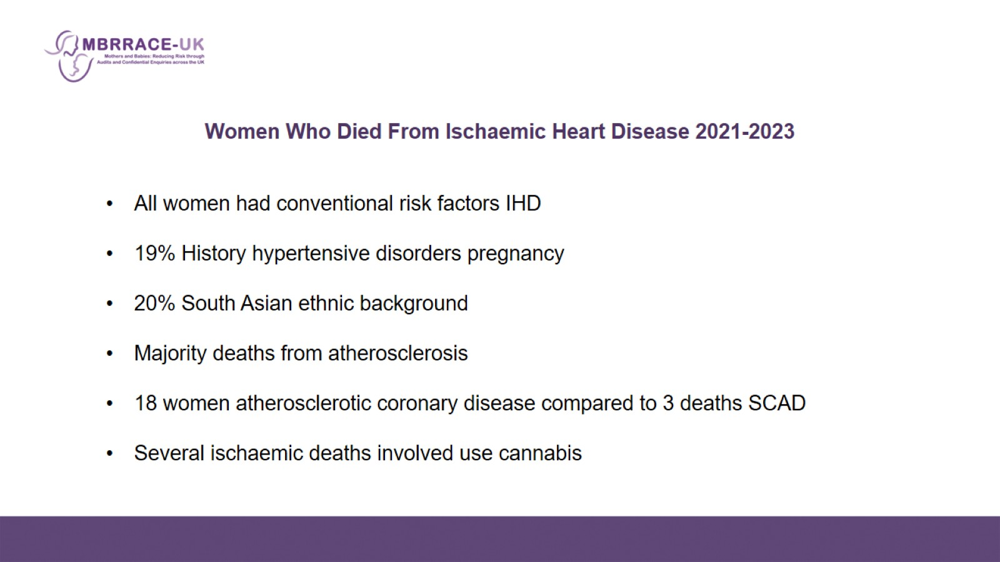 MBRRACE-UK
Mothers and Babies: Reducing Risk through
Audits and Confidential Enquiries across the UK
Women Who Died From Ischaemic Heart Disease 2021-2023
• All women had conventional risk factors IHD
• 19% History hypertensive disorders pregnancy
• 20% South Asian ethnic background
• Majority deaths from atherosclerosis
• 18 women atherosclerotic coronary disease compared to 3 deaths SCAD
• Several ischaemic deaths involved use cannabis